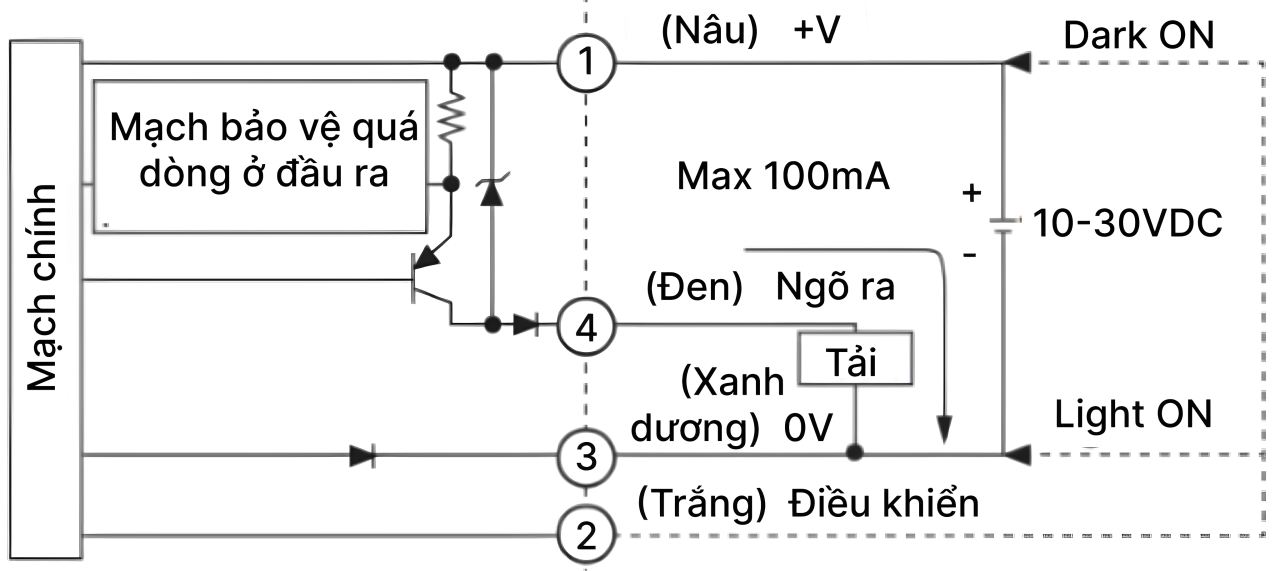 (Nâu) +V
Dark ON
1
Mạch bảo vệ quá
dòng ở đầu ra
Max 100mA
+
10-30VDC
-
Mạch chính
(Đen) Ngõ ra
4
Tải
(Xanh
dương) 0V
Light ON
3
(Trắng) Điều khiển
2